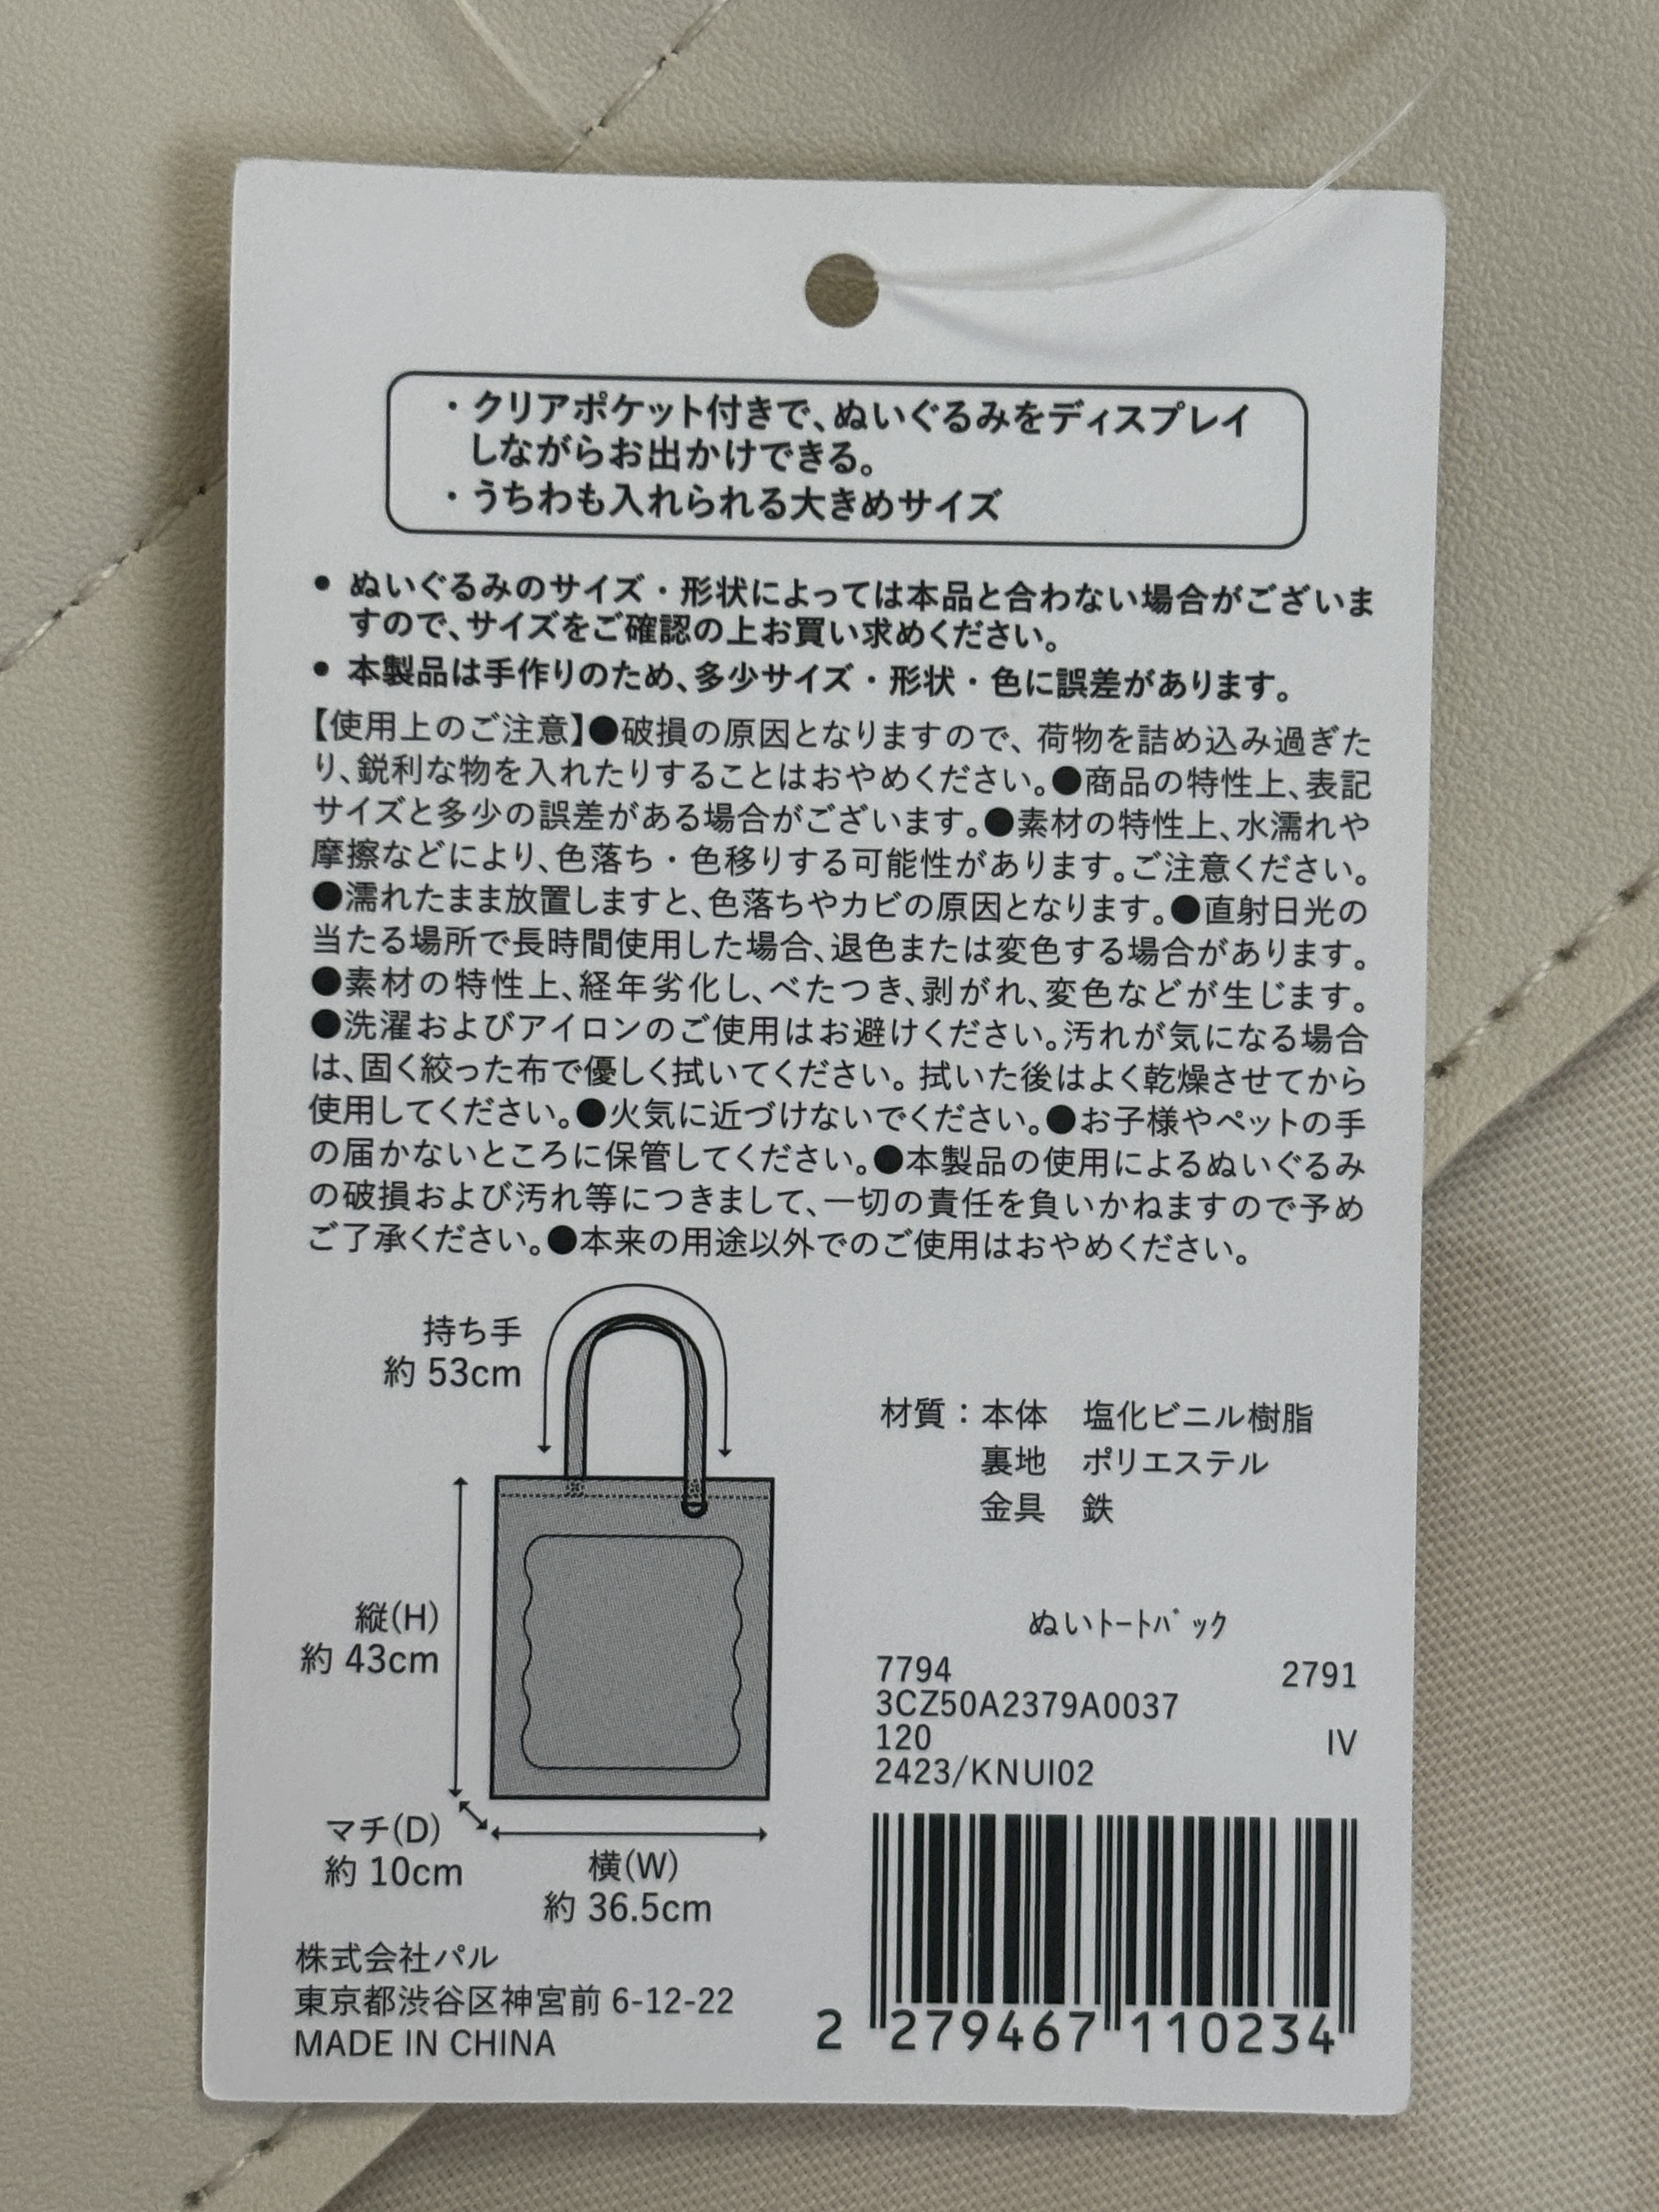 ・クリアポケット付きで、ぬいぐるみをディスプレイ
しながらお出かけできる。
・うちわも入れられる大きめサイズ
● ぬいぐるみのサイズ・形状によっては本品と合わない場合がございま
すので、サイズをご確認の上お買い求めください。
● 本製品は手作りのため、多少サイズ・形状・色に誤差があります。
【使用上のご注意】●破損の原因となりますので、荷物を詰め込み過ぎた
り、鋭利な物を入れたりすることはおやめください。●商品の特性上、表記
サイズと多少の誤差がある場合がございます。●素材の特性上、水濡れや
摩擦などにより、色落ち・色移りする可能性があります。ご注意ください。
●濡れたまま放置しますと、色落ちやカビの原因となります。●直射日光の
当たる場所で長時間使用した場合、退色または変色する場合があります。
●素材の特性上、経年劣化し、べたつき、剥がれ、変色などが生じます。
●洗濯およびアイロンのご使用はお避けください。汚れが気になる場合
は、固く絞った布で優しく拭いてください。拭いた後はよく乾燥させてから
使用してください。●火気に近づけないでください。●お子様やペットの手
の届かないところに保管してください。●本製品の使用によるぬいぐるみ
の破損および汚れ等につきまして、一切の責任を負いかねますので予め
ご了承ください。●本来の用途以外でのご使用はおやめください。
持ち手
約 53cm
縦(H)
約 43cm
マチ(D)
約 10cm
横(W)
約 36.5cm
材質：本体　塩化ビニル樹脂
裏地　ポリエステル
金具　鉄
ぬいﾄｰﾄﾊﾞｯｸ
7794 2791
3CZ50A2379A0037
120 IV
2423/KNUI02
2 279467 110234
株式会社パル
東京都渋谷区神宮前 6-12-22
MADE IN CHINA